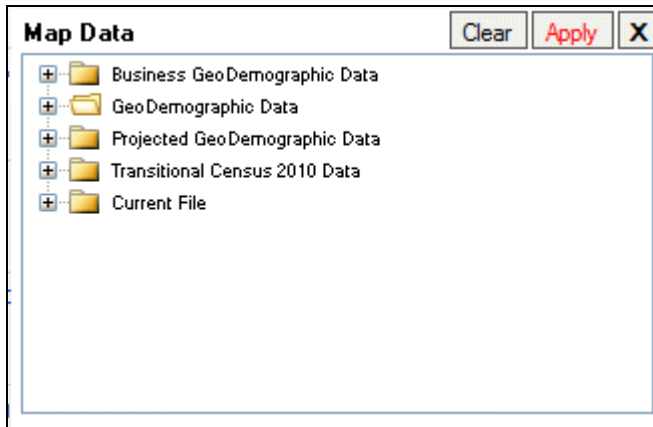 Map Data Clear Apply X
Business GeoDemographic Data
GeoDemographic Data
Projected GeoDemographic Data
Transitional Census 2010 Data
Current File